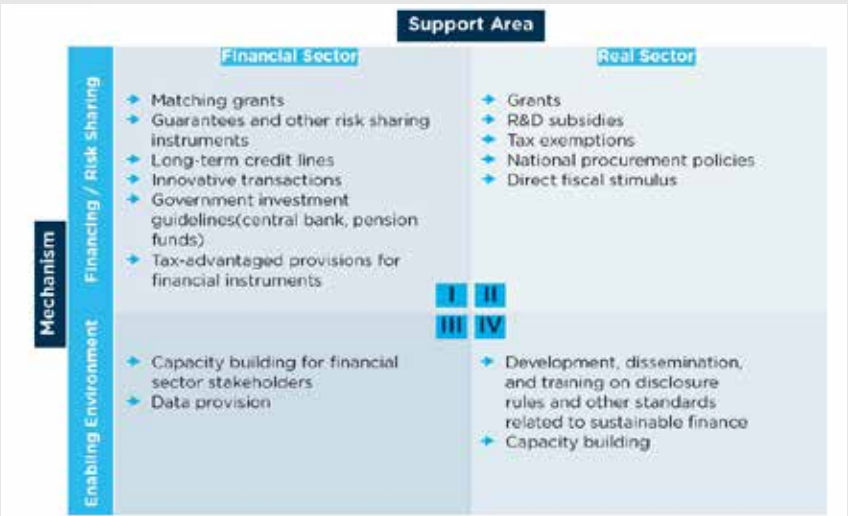 Support Area
Financial Sector
Real Sector
Mechanism
Financing / Risk Sharing
Matching grants
Guarantees and other risk sharing
instruments
Long-term credit lines
Innovative transactions
Government investment
guidelines(central bank, pension
funds)
Tax-advantaged provisions for
financial instruments
Grants
R&D subsidies
Tax exemptions
National procurement policies
Direct fiscal stimulus
I II
III IV
Enabling Environment
Capacity building for financial
sector stakeholders
Data provision
Development, dissemination,
and training on disclosure
rules and other standards
related to sustainable finance
Capacity building